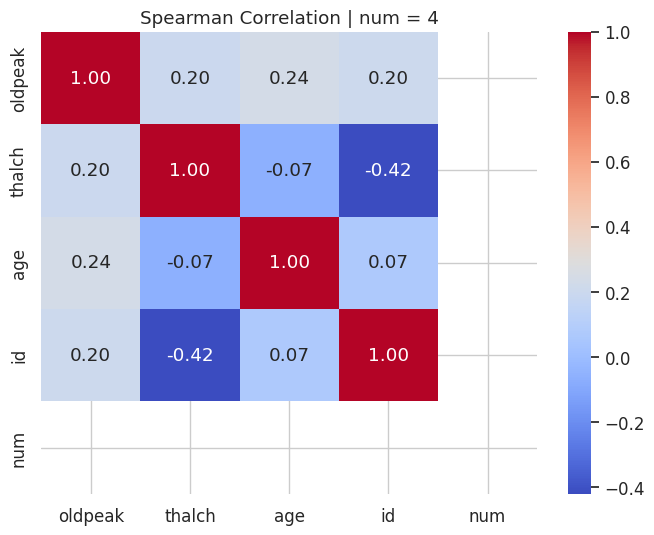 Spearman Correlation | num = 4
oldpeak 1.00 0.20 0.24 0.20
thalch 0.20 1.00 -0.07 -0.42
age 0.24 -0.07 1.00 0.07
id 0.20 -0.42 0.07 1.00
num
oldpeak thalch age id num
1.0
0.8
0.6
0.4
0.2
0.0
−0.2
−0.4